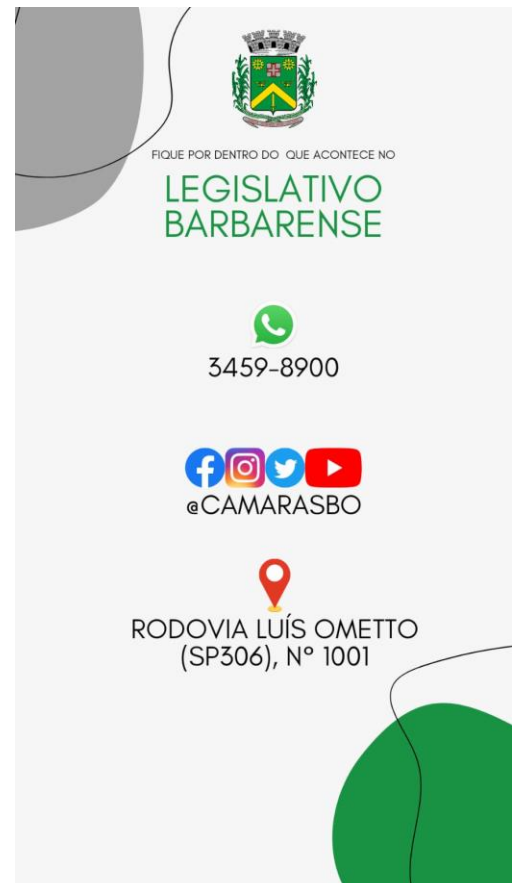 FIQUE POR DENTRO DO QUE ACONTECE NO
LEGISLATIVO
BARBARENSE
3459-8900
@CAMARASBO
RODOVIA LUÍS OMETTO
(SP306), Nº 1001